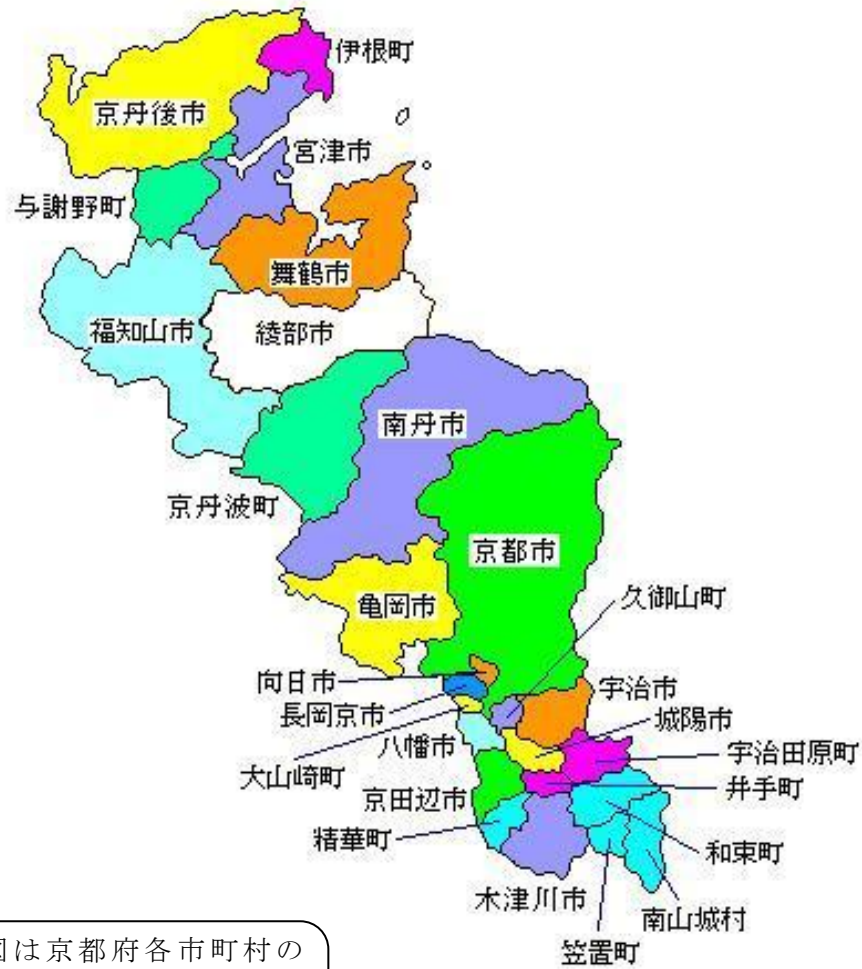 伊根町
京丹後市
宮津市
与謝野町
舞鶴市
福知山市
綾部市
南丹市
京丹波町
京都市
久御山町
亀岡市
向日市
宇治市
長岡京市
城陽市
八幡市
宇治田原町
大山崎町
井手町
京田辺市
精華町
和束町
木津川市
南山城村
笠置町
図は京都府各市町村の